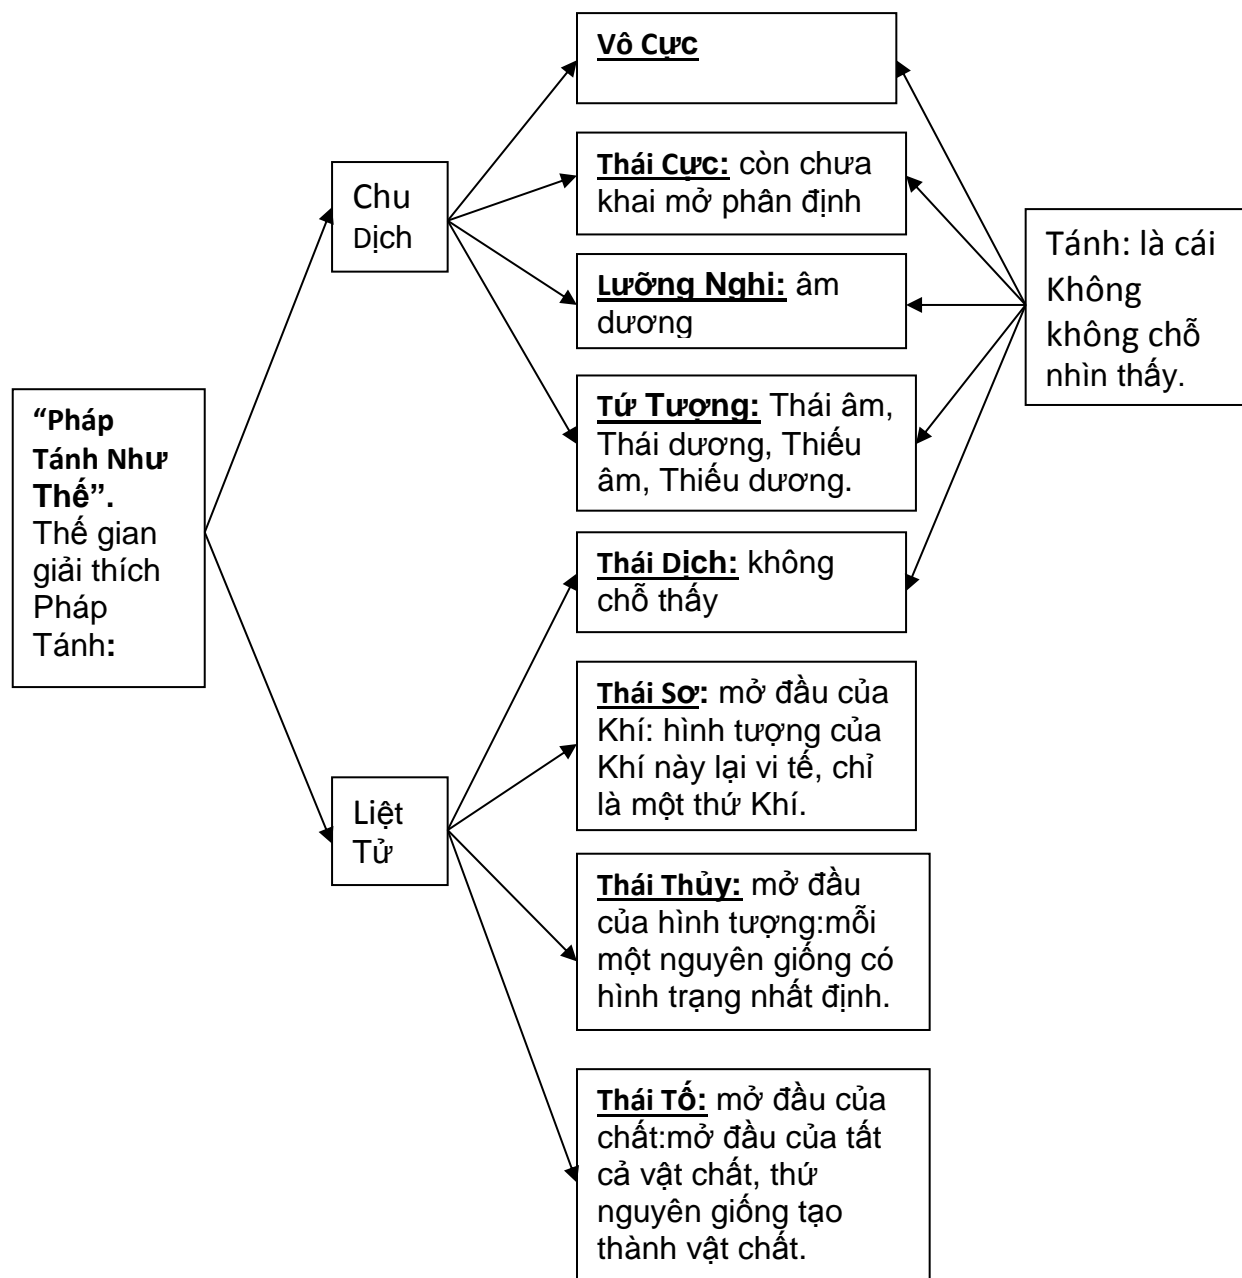 “Pháp
Tánh Như
Thế”.
Thế gian
giải thích
Pháp
Tánh:
Chu
Dịch
Liệt
Tử
Vô Cực
Thái Cực: còn chưa
khai mở phân định
Lưỡng Nghi: âm
dương
Tứ Tượng: Thái âm,
Thái dương, Thiếu
âm, Thiếu dương.
Thái Dịch: không
chỗ thấy
Thái Sơ: mở đầu của
Khí: hình tượng của
Khí này lại vi tế, chỉ
là một thứ Khí.
Thái Thủy: mở đầu
của hình tượng:mỗi
một nguyên giống có
hình trạng nhất định.
Thái Tố: mở đầu của
chất:mở đầu của tất
cả vật chất, thứ
nguyên giống tạo
thành vật chất.
Tánh: là cái
Không
không chỗ
nhìn thấy.